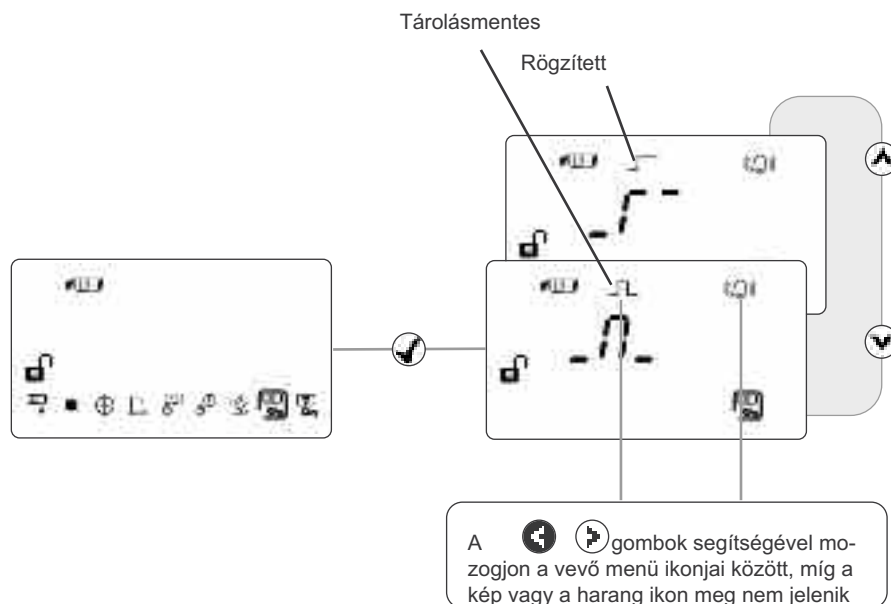 Tárolásmentes
Rögzített
A gombok segítségével mo-
zogjon a vevő menü ikonjai között, míg a
kép vagy a harang ikon meg nem jelenik